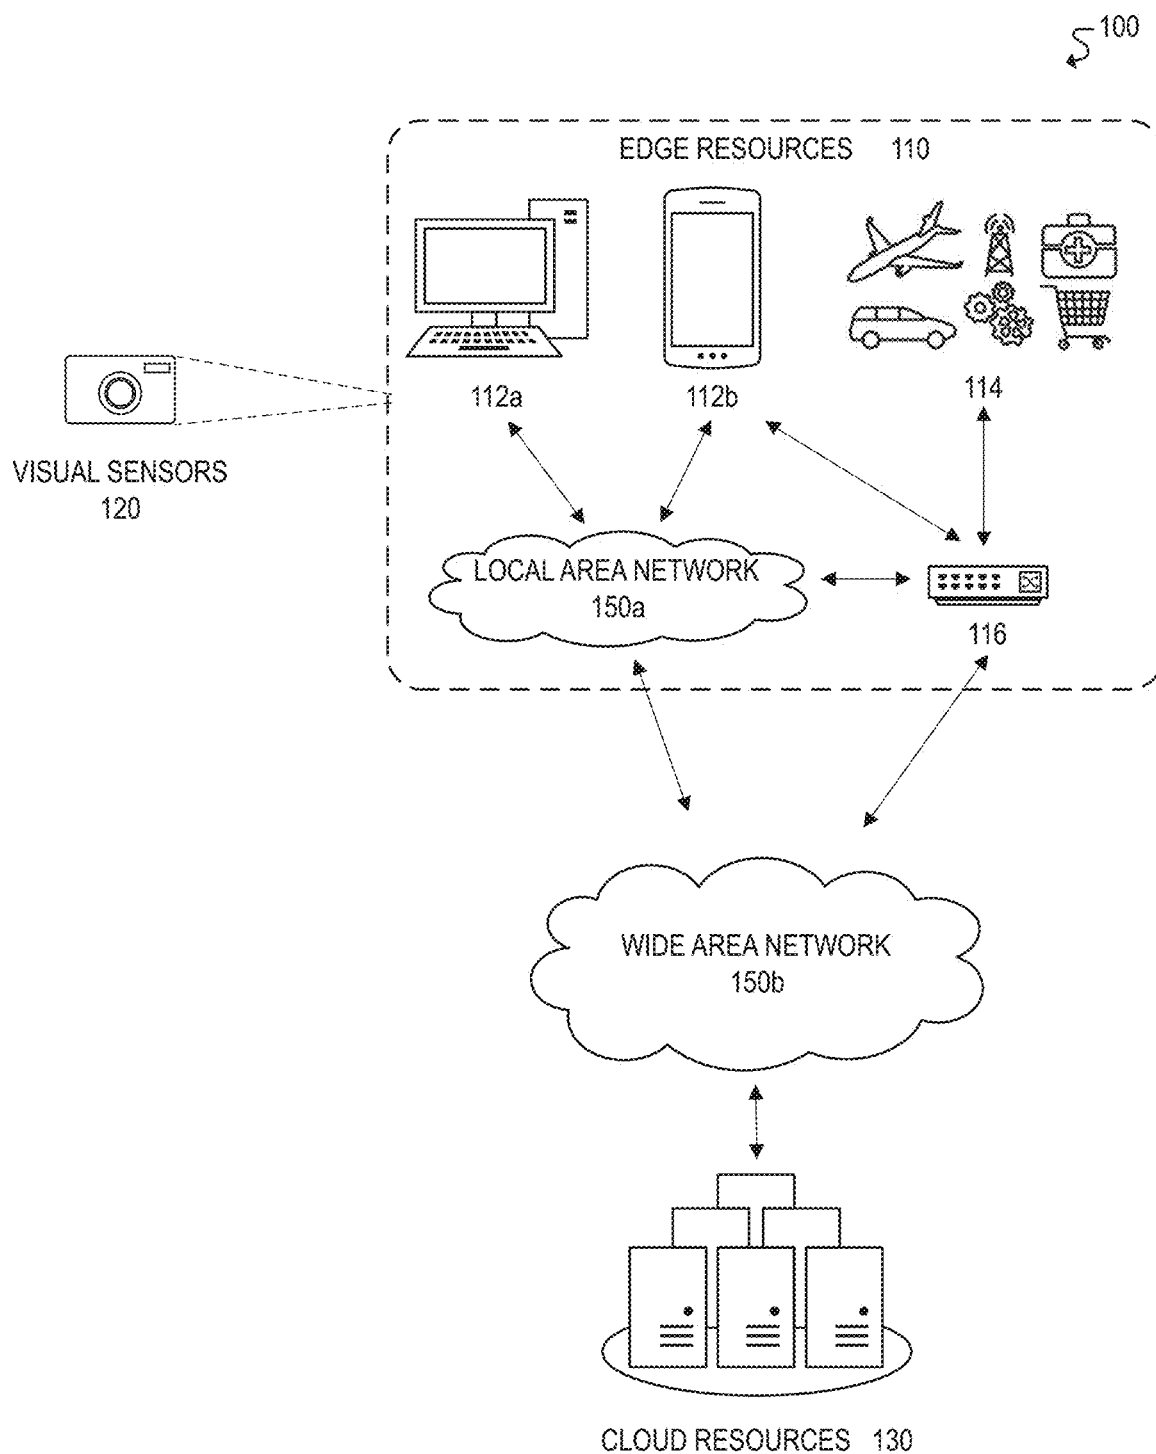 100
EDGE RESOURCES 110
112a
112b
114
VISUAL SENSORS
120
LOCAL AREA NETWORK
150a
116
WIDE AREA NETWORK
150b
CLOUD RESOURCES 130